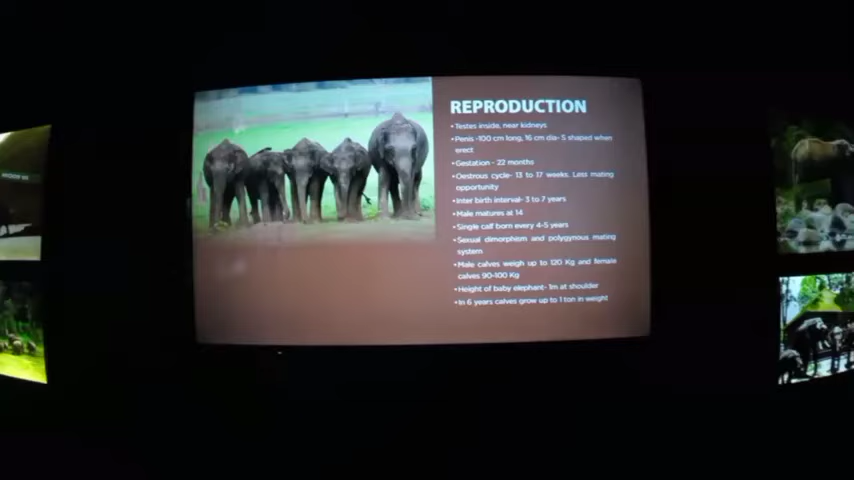 REPRODUCTION
• Testes inside, near kidneys
• Penis -100 cm long, 16 cm dia- S shaped when
erect
• Gestation - 22 months
• Oestrous cycle- 13 to 17 weeks. Less mating
opportunity
• Inter birth interval- 3 to 7 years
• Male matures at 14
• Single calf born every 4-5 years
• Sexual dimorphism and polygynous mating
system
• Male calves weigh up to 120 Kg and female
calves 90-100 Kg
• Height of baby elephant- 1m at shoulder
• In 6 years calves grow up to 1 ton in weight